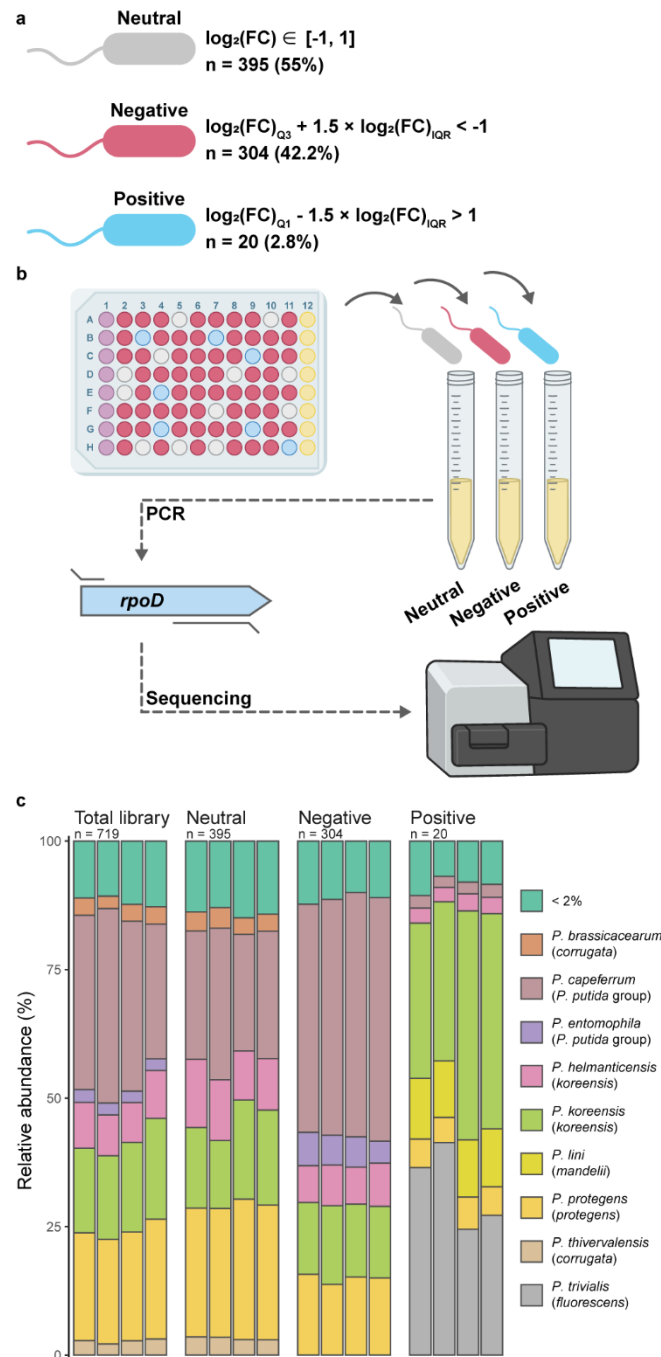 a
Neutral
log₂(FC) ∈ [-1, 1]
n = 395 (55%)
Negative
log₂(FC)Q3 + 1.5 × log₂(FC)IQR < -1
n = 304 (42.2%)
Positive
log₂(FC)Q1 - 1.5 × log₂(FC)IQR > 1
n = 20 (2.8%)
b
1 2 3 4 5 6 7 8 9 10 11 12
A
B
C
D
E
F
G
H
PCR
rpoD
Neutral
Negative
Positive
Sequencing
c
Total library
n = 719
Neutral
n = 395
Negative
n = 304
Positive
n = 20
Relative abundance (%)
100
75
50
25
0
< 2%
P. brassicacearum
(corrugata)
P. capeferrum
(P. putida group)
P. entomophila
(P. putida group)
P. helmanticensis
(koreensis)
P. koreensis
(koreensis)
P. lini
(mandelii)
P. protegens
(protegens)
P. thivervalensis
(corrugata)
P. trivialis
(fluorescens)